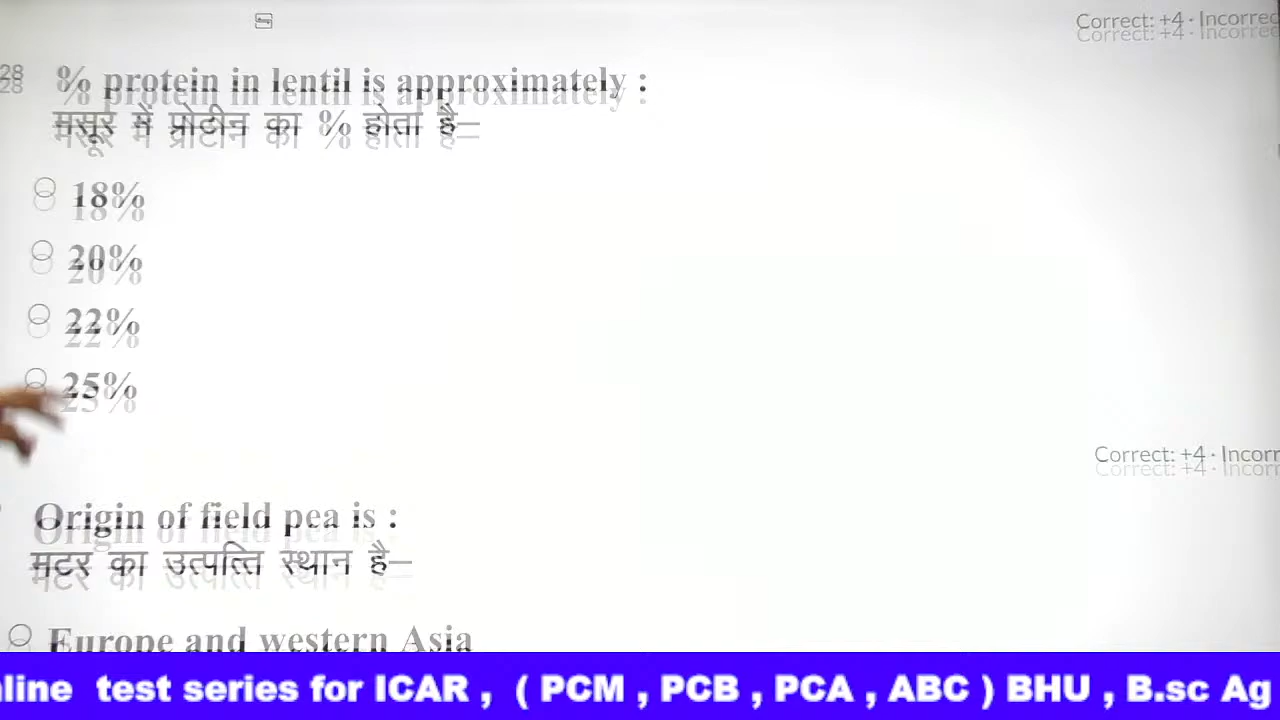 Correct: +4 · Incorrec
28 % protein in lentil is approximately :
मसूर में प्रोटीन का % होता है–
18%
20%
22%
25%
Correct: +4 · Incorr
Origin of field pea is :
मटर का उत्पत्ति स्थान है–
Europe and western Asia
line test series for ICAR , ( PCM , PCB , PCA , ABC ) BHU , B.sc Ag